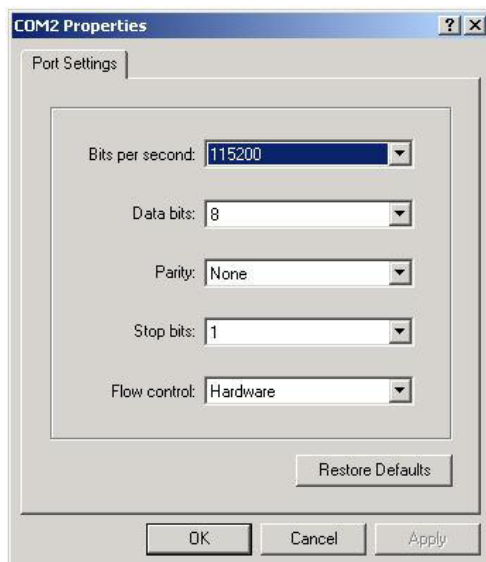 COM2 Properties
Port Settings
Bits per second: 115200
Data bits: 8
Parity: None
Stop bits: 1
Flow control: Hardware
Restore Defaults
OK Cancel Apply